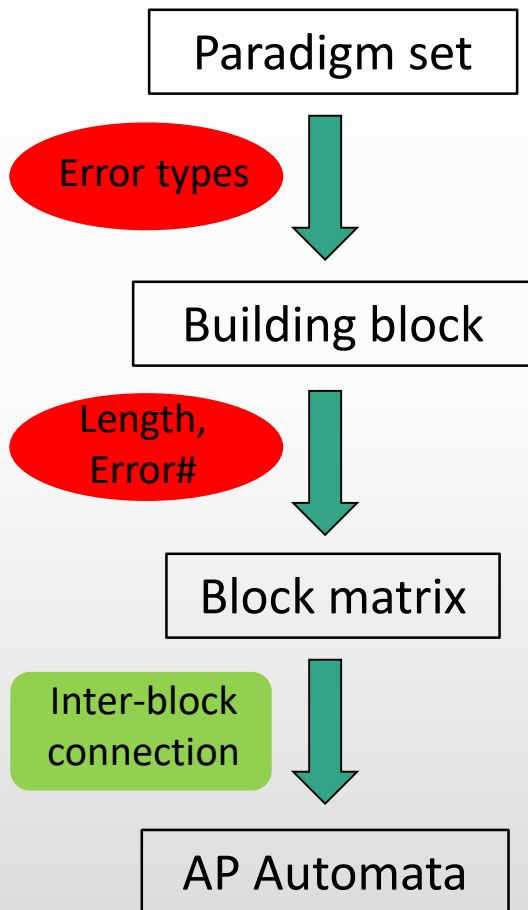 Paradigm set
Error types
Building block
Length,
Error#
Block matrix
Inter-block
connection
AP Automata